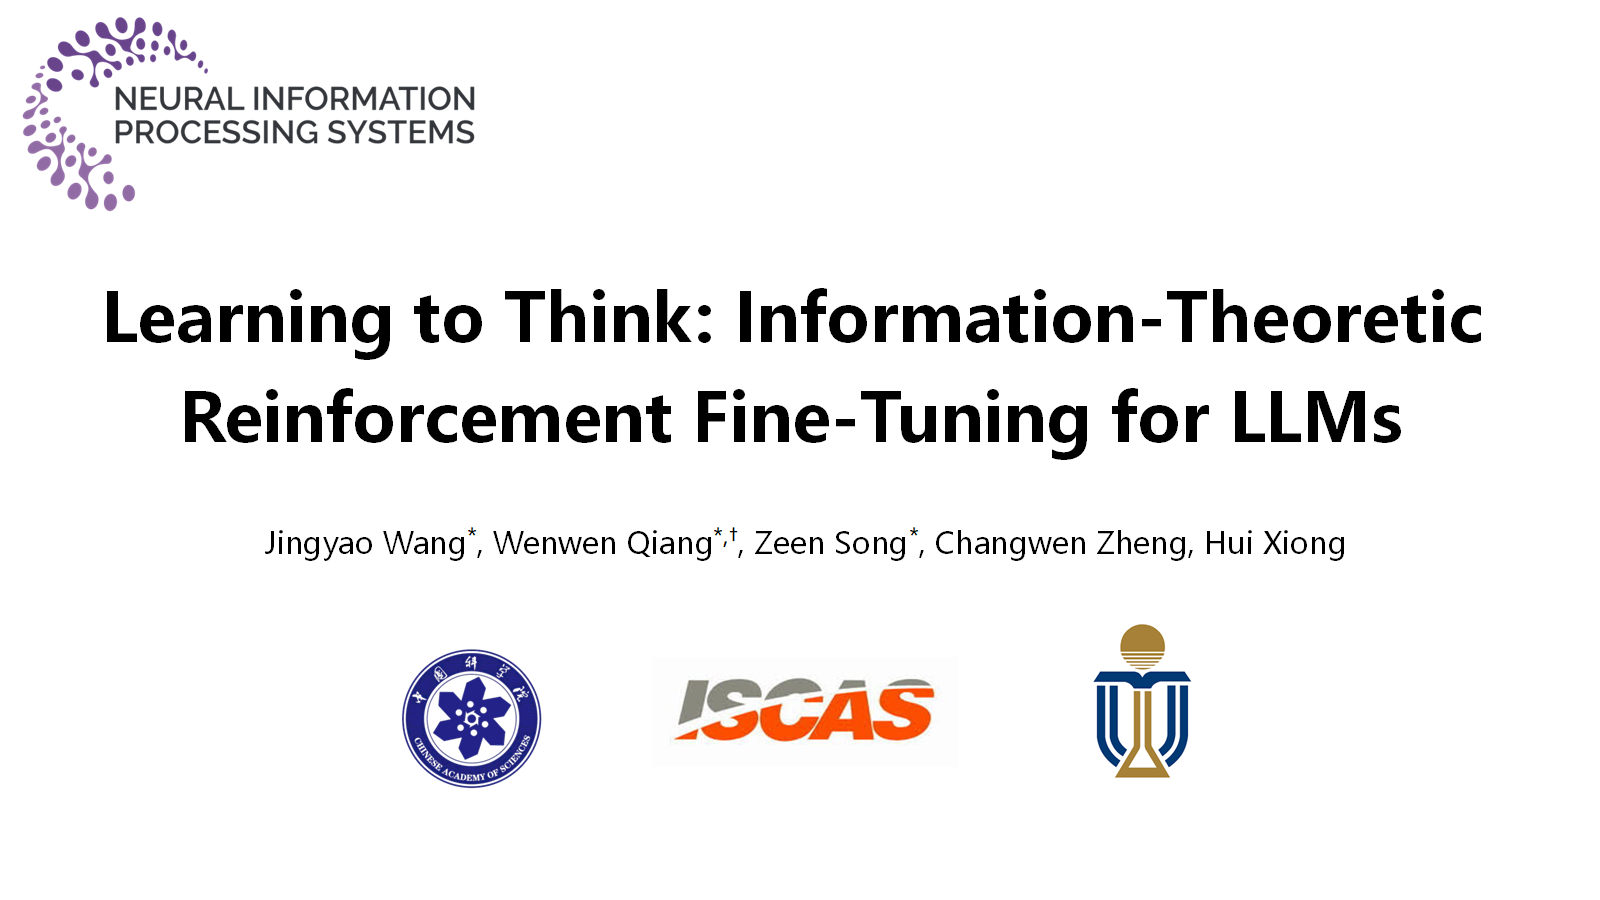 NEURAL INFORMATION
PROCESSING SYSTEMS
Learning to Think: Information-Theoretic
Reinforcement Fine-Tuning for LLMs
Jingyao Wang*, Wenwen Qiang*,†, Zeen Song*, Changwen Zheng, Hui Xiong
中国科学院
CHINESE ACADEMY OF SCIENCES
ISCAS